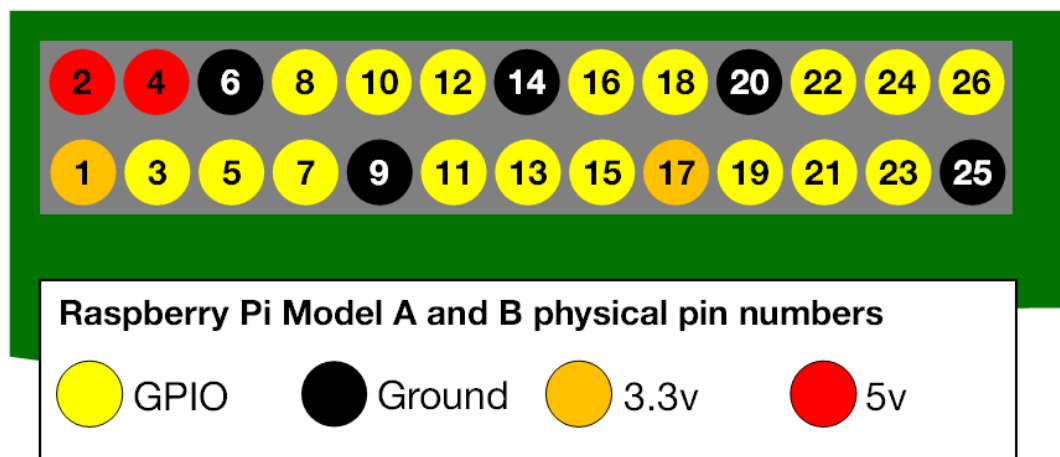 2 4 6 8 10 12 14 16 18 20 22 24 26
1 3 5 7 9 11 13 15 17 19 21 23 25
Raspberry Pi Model A and B physical pin numbers
GPIO Ground 3.3v 5v